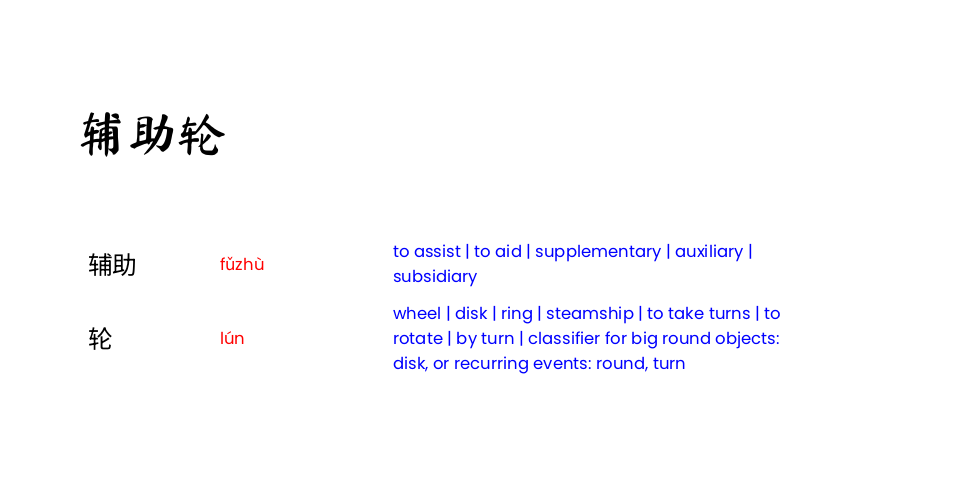 辅助轮
辅助 fǔzhù to assist | to aid | supplementary | auxiliary |
subsidiary
轮 lún wheel | disk | ring | steamship | to take turns | to
rotate | by turn | classifier for big round objects:
disk, or recurring events: round, turn